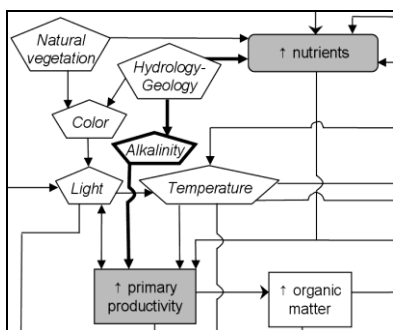 Natural
vegetation
Hydrology-
Geology
↑ nutrients
Color
Alkalinity
Light
Temperature
↑ primary
productivity
↑ organic
matter